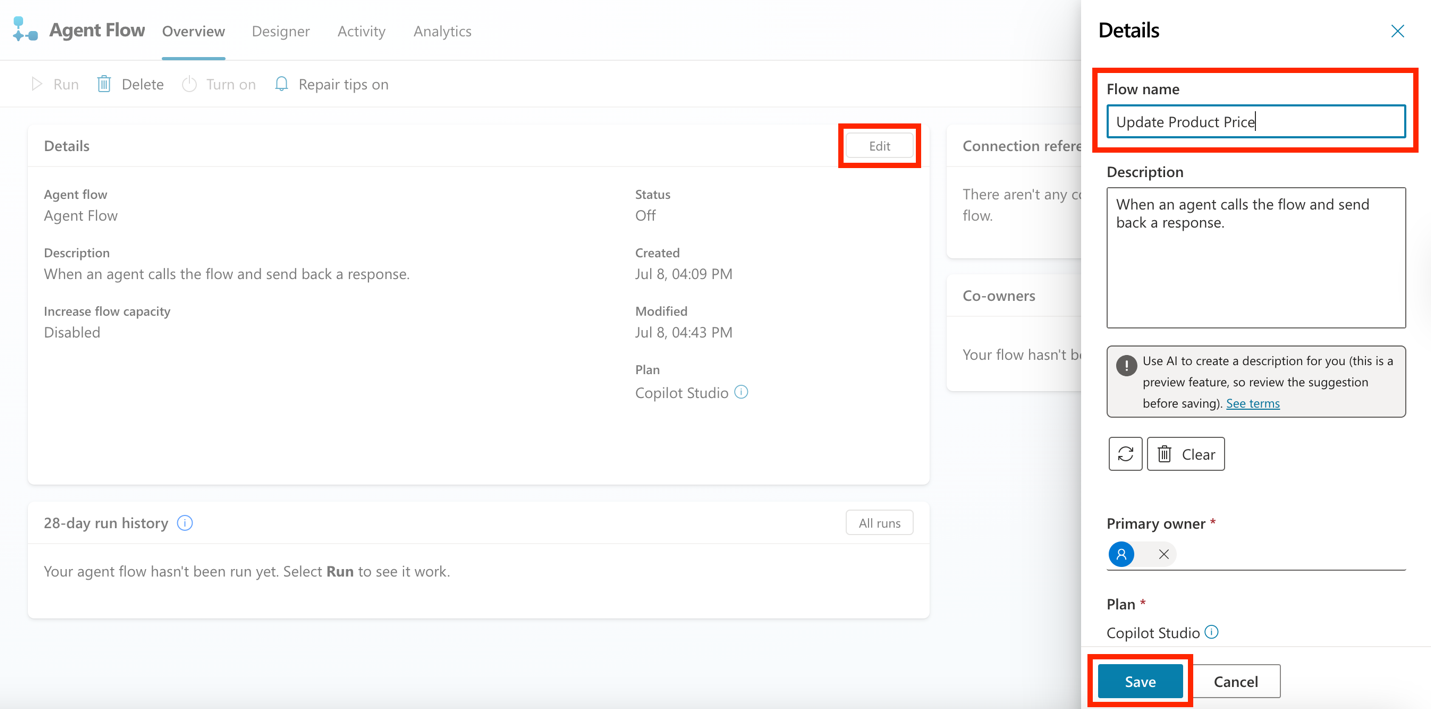 Agent Flow Overview Designer Activity Analytics
Run Delete Turn on Repair tips on
Details Edit
Agent flow
Agent Flow
Description
When an agent calls the flow and send back a response.
Increase flow capacity
Disabled
Status
Off
Created
Jul 8, 04:09 PM
Modified
Jul 8, 04:43 PM
Plan
Copilot Studio
28-day run history All runs
Your agent flow hasn't been run yet. Select Run to see it work.
Connection refere
There aren't any co
flow.
Co-owners
Your flow hasn't be
Details
Flow name
Update Product Price
Description
When an agent calls the flow and send
back a response.
Use AI to create a description for you (this is a
preview feature, so review the suggestion
before saving). See terms
Clear
Primary owner *
Plan *
Copilot Studio
Save Cancel